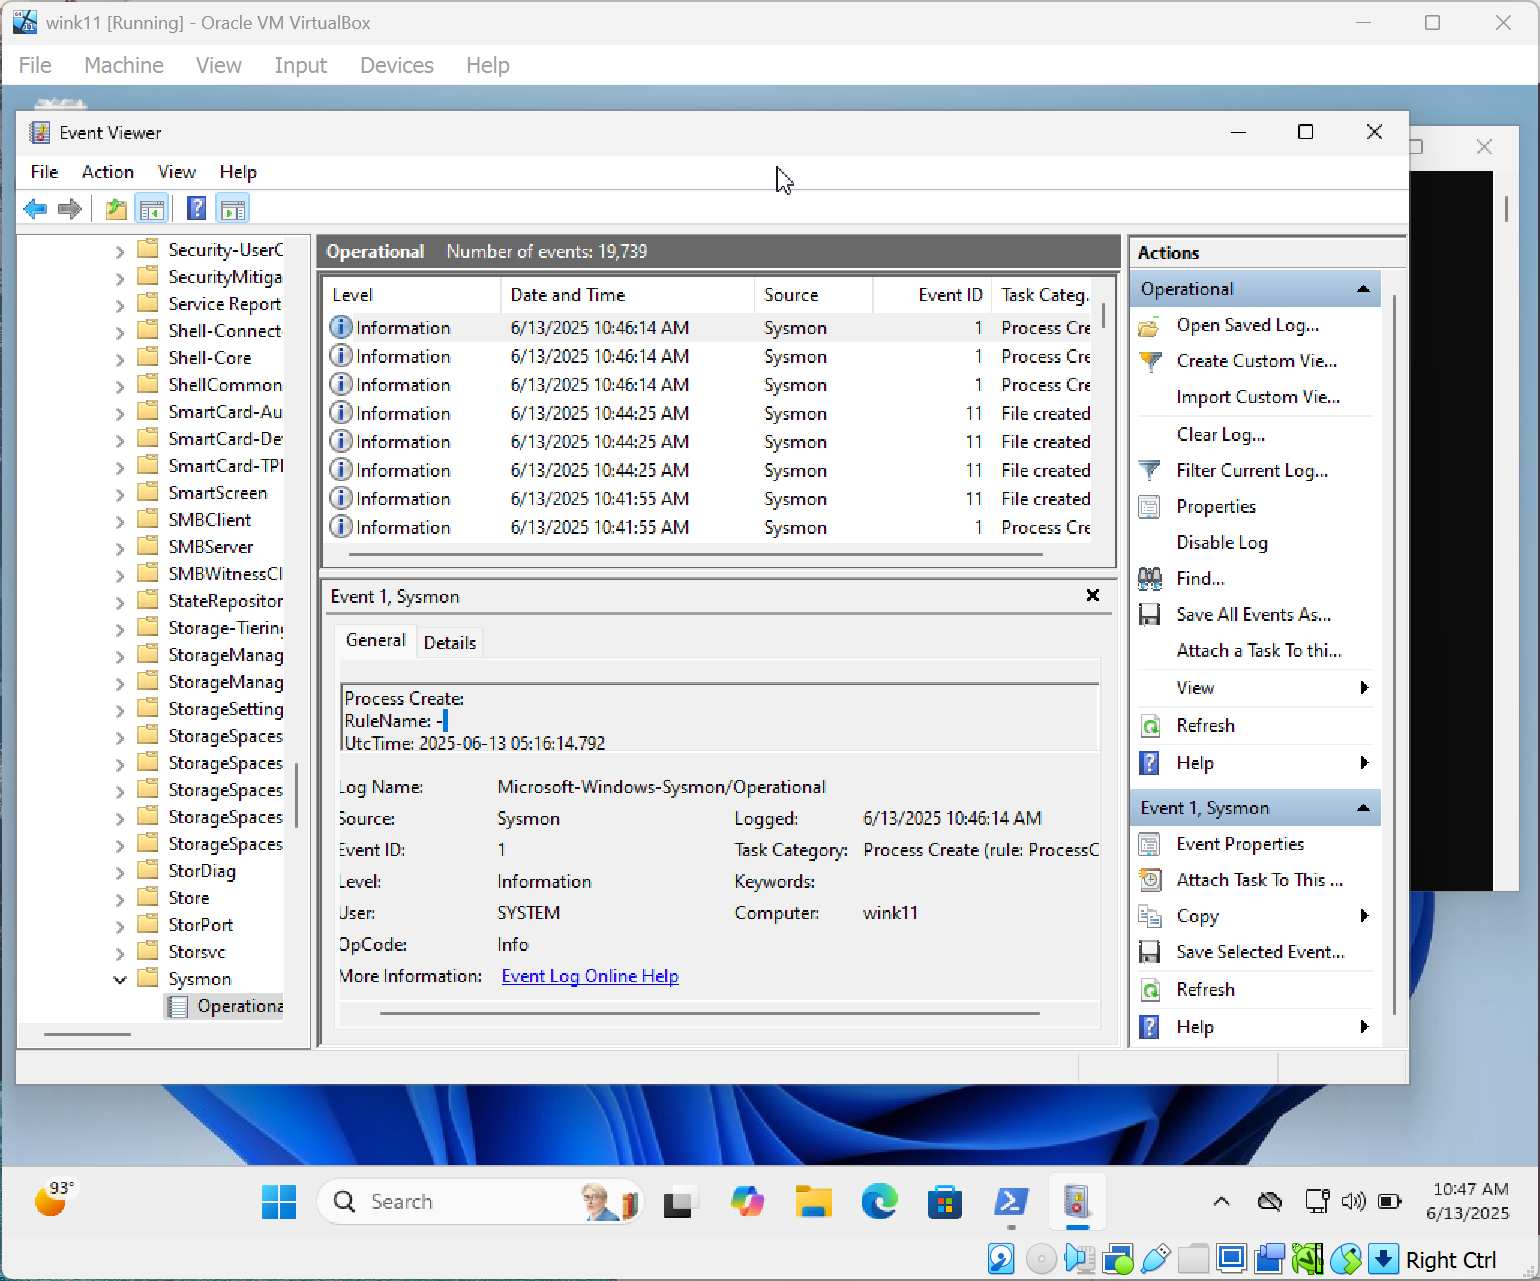 wink11 [Running] - Oracle VM VirtualBox
File Machine View Input Devices Help
Event Viewer
File Action View Help
Security-UserC
SecurityMitiga
Service Report
Shell-Connect
Shell-Core
ShellCommon
SmartCard-Au
SmartCard-De
SmartCard-TPI
SmartScreen
SMBClient
SMBServer
SMBWitnessCl
StateRepositor
Storage-Tiering
StorageManag
StorageManag
StorageSetting
StorageSpaces
StorageSpaces
StorageSpaces
StorageSpaces
StorageSpaces
StorDiag
Store
StorPort
Storsvc
Sysmon
Operationa
Operational Number of events: 19,739
Level Date and Time Source Event ID Task Categ.
Information 6/13/2025 10:46:14 AM Sysmon 1 Process Cre
Information 6/13/2025 10:46:14 AM Sysmon 1 Process Cre
Information 6/13/2025 10:46:14 AM Sysmon 1 Process Cre
Information 6/13/2025 10:44:25 AM Sysmon 11 File created
Information 6/13/2025 10:44:25 AM Sysmon 11 File created
Information 6/13/2025 10:44:25 AM Sysmon 11 File created
Information 6/13/2025 10:41:55 AM Sysmon 11 File created
Information 6/13/2025 10:41:55 AM Sysmon 1 Process Cre
Event 1, Sysmon
General Details
Process Create:
RuleName: -
UtcTime: 2025-06-13 05:16:14.792
Log Name: Microsoft-Windows-Sysmon/Operational
Source: Sysmon Logged: 6/13/2025 10:46:14 AM
Event ID: 1 Task Category: Process Create (rule: ProcessC
Level: Information Keywords:
User: SYSTEM Computer: wink11
OpCode: Info
More Information: Event Log Online Help
Actions
Operational
Open Saved Log...
Create Custom Vie...
Import Custom Vie...
Clear Log...
Filter Current Log...
Properties
Disable Log
Find...
Save All Events As...
Attach a Task To thi...
View
Refresh
Help
Event 1, Sysmon
Event Properties
Attach Task To This ...
Copy
Save Selected Event...
Refresh
Help
93°
Search
10:47 AM
6/13/2025
Right Ctrl